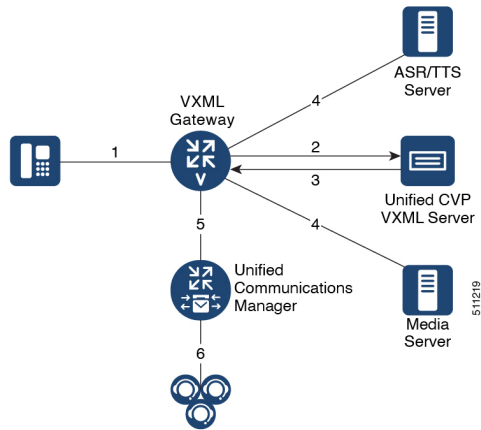 ASR/TTS
Server
VXML
Gateway
4
1
2
3
Unified CVP
VXML Server
5
4
Unified
Communications
Manager
V
Media
Server
511219
6